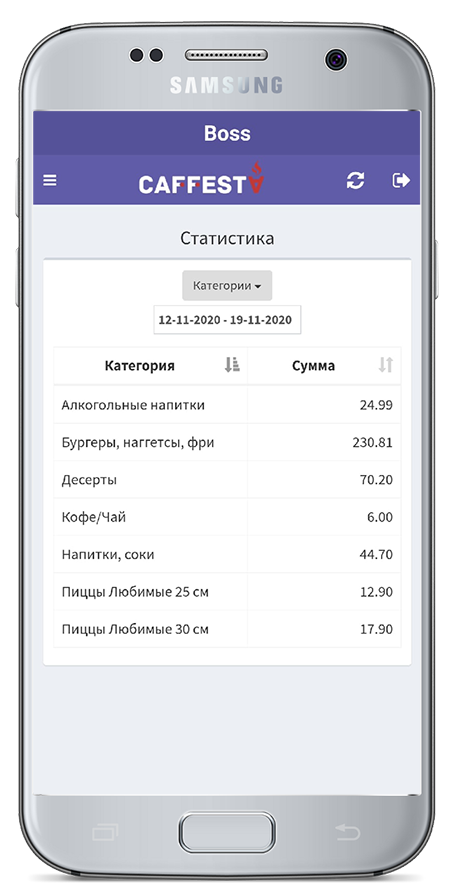 SAMSUNG
Boss
CAFFESTA
Статистика
Категории
12-11-2020 - 19-11-2020
Категория Сумма
Алкогольные напитки 24.99
Бургеры, наггетсы, фри 230.81
Десерты 70.20
Кофе/Чай 6.00
Напитки, соки 44.70
Пиццы Любимые 25 см 12.90
Пиццы Любимые 30 см 17.90